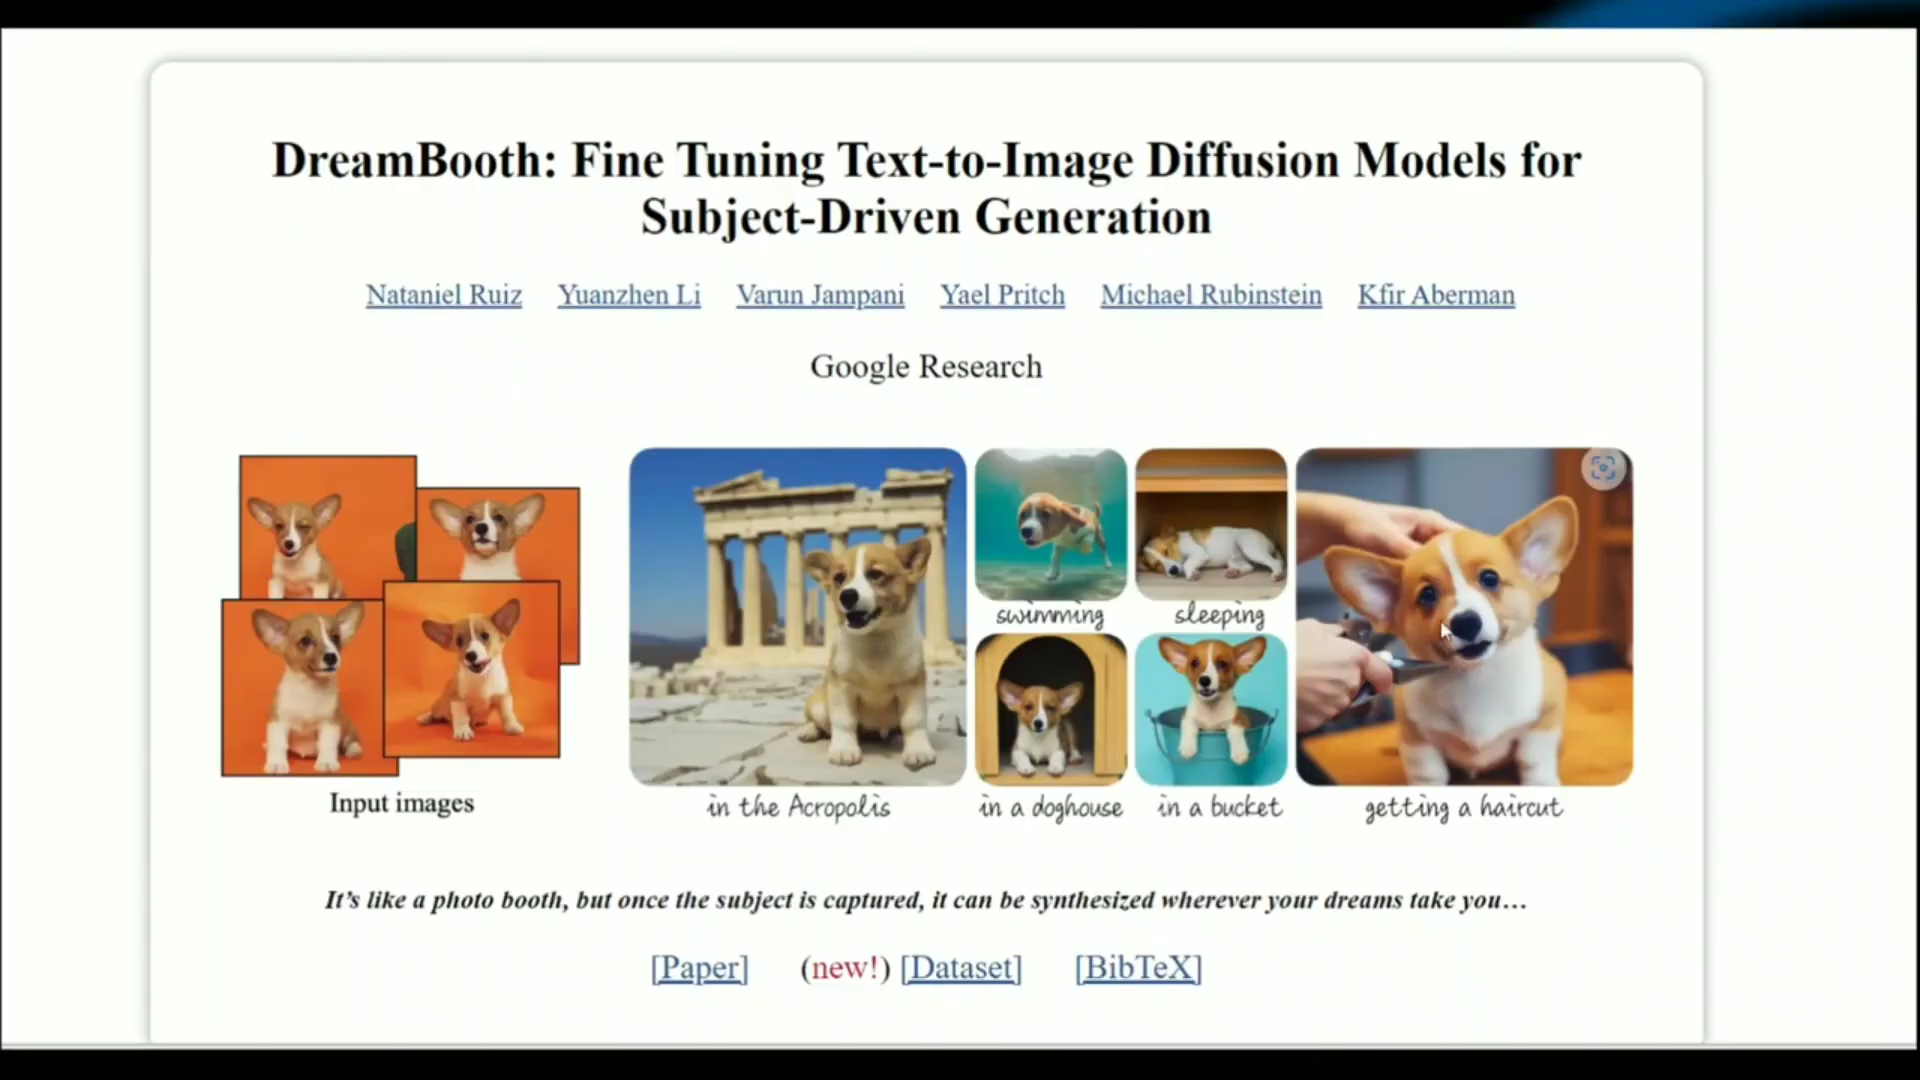 DreamBooth: Fine Tuning Text-to-Image Diffusion Models for
Subject-Driven Generation
Nataniel Ruiz Yuanzhen Li Varun Jampani Yael Pritch Michael Rubinstein Kfir Aberman
Google Research
swimming sleeping
Input images in the Acropolis in a doghouse in a bucket getting a haircut
It's like a photo booth, but once the subject is captured, it can be synthesized wherever your dreams take you…
[Paper] (new!) [Dataset] [BibTeX]